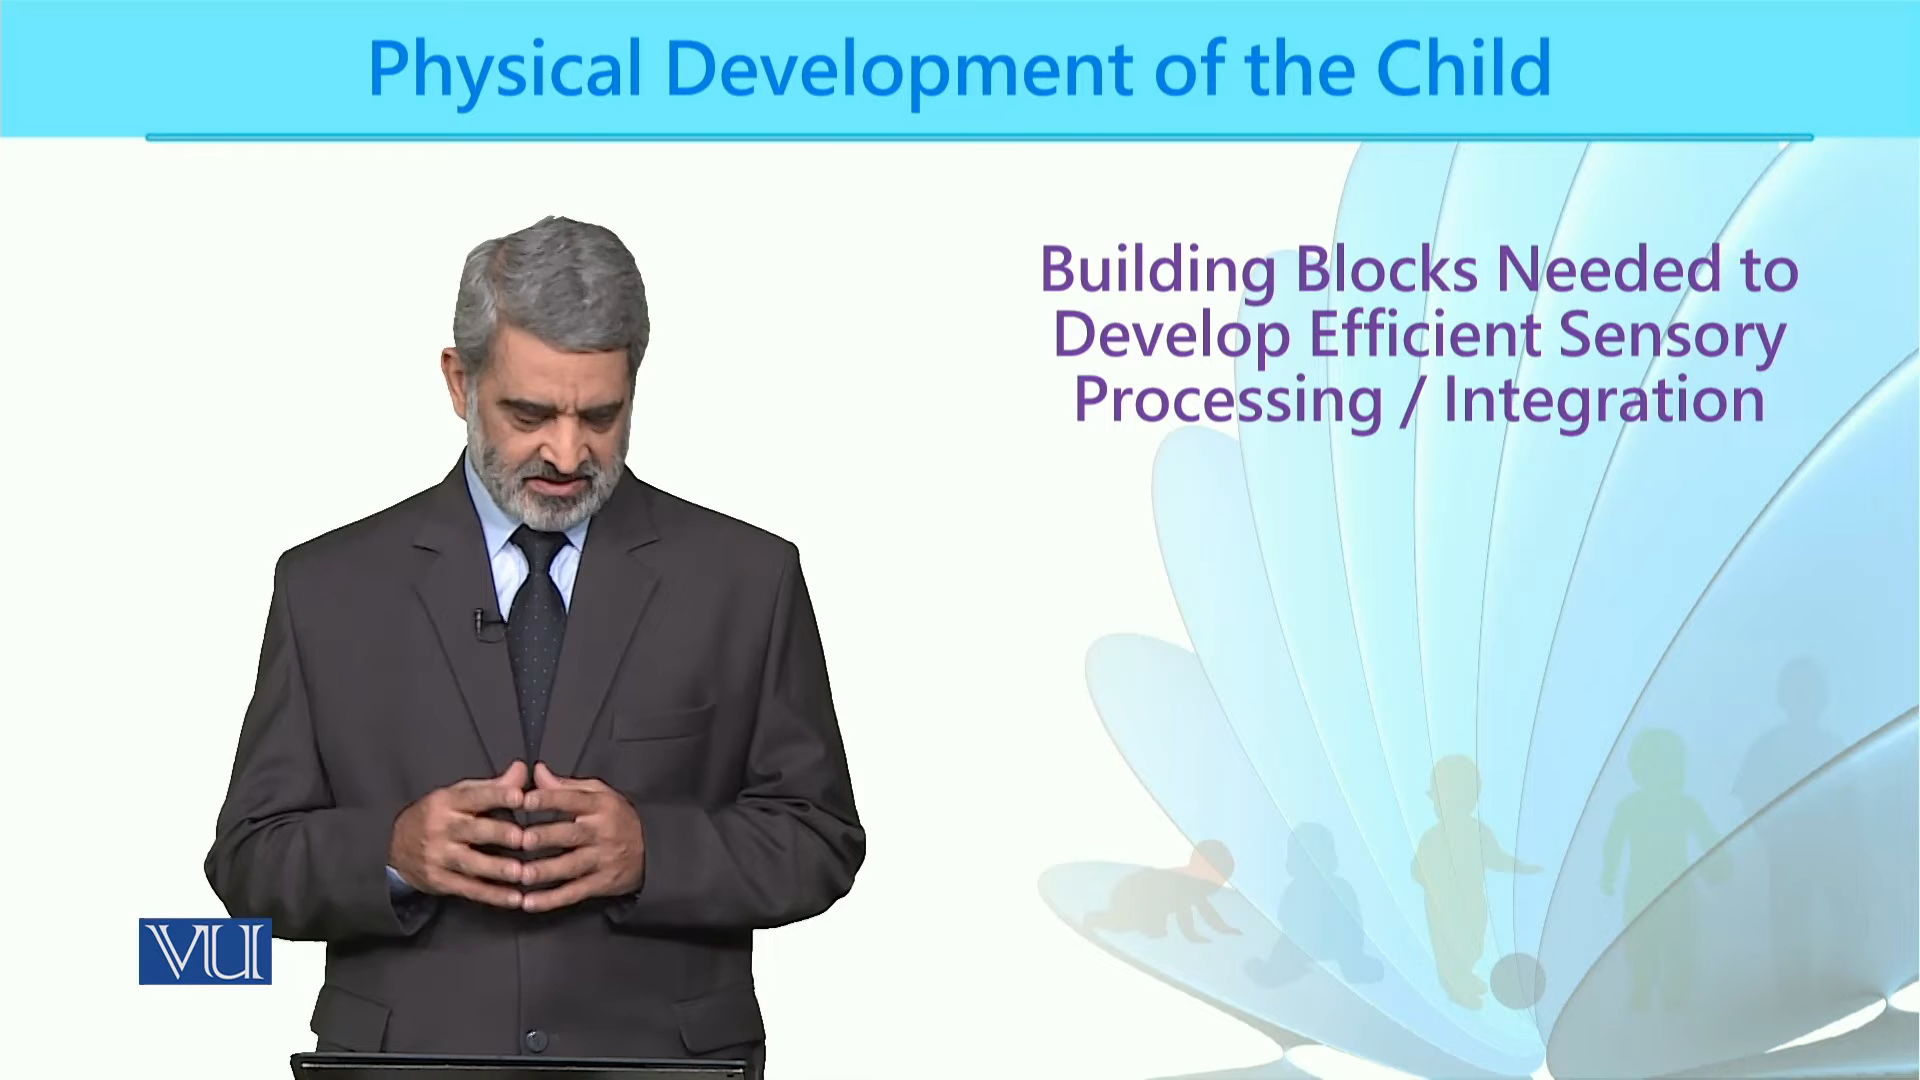 Physical Development of the Child
Building Blocks Needed to
Develop Efficient Sensory
Processing / Integration
VU